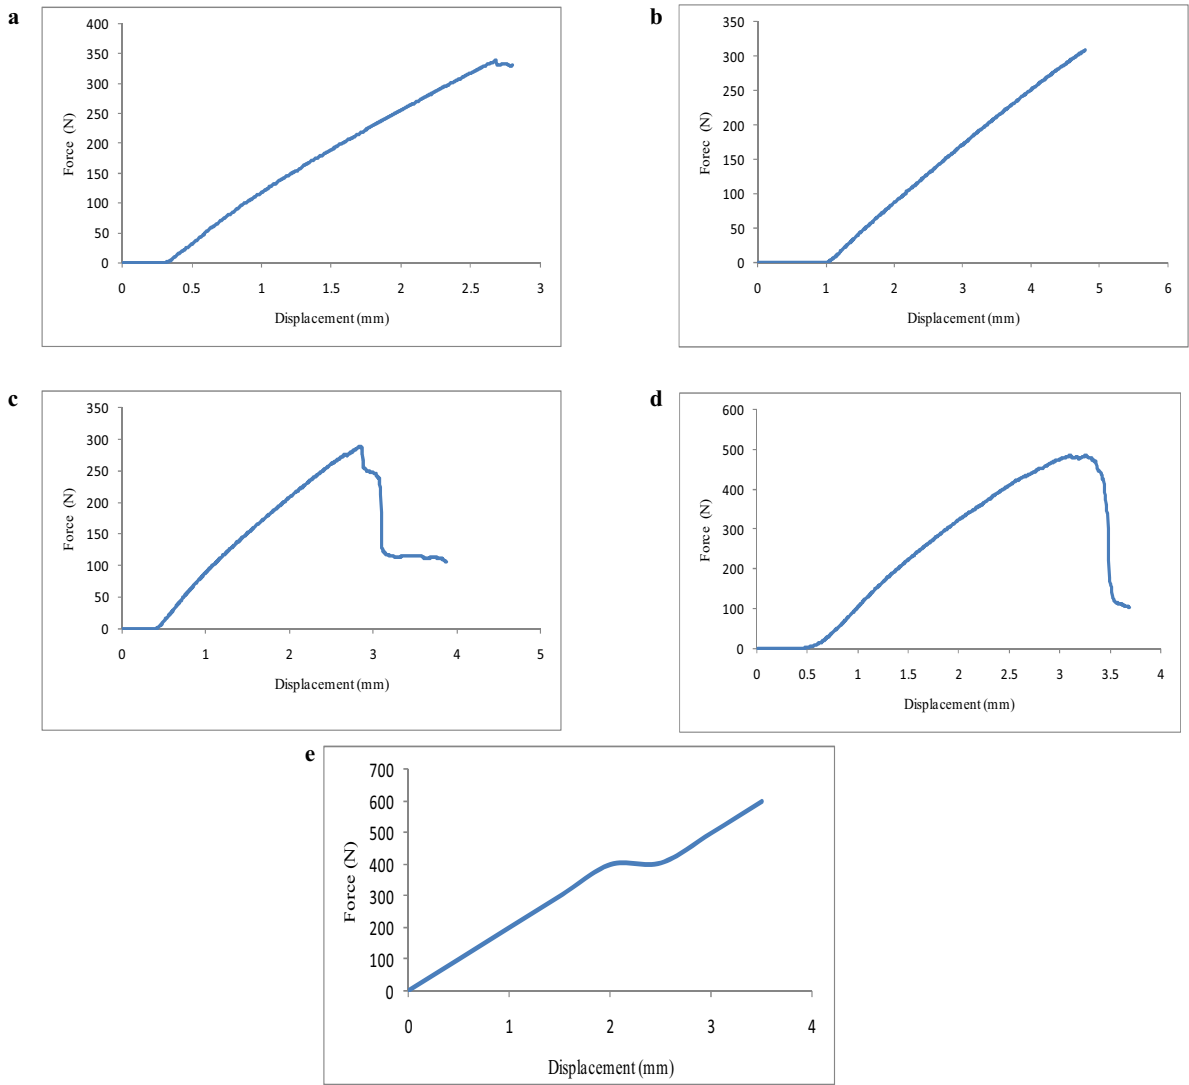 a
400
350
300
250
200
150
100
50
0
Force (N)
0 0.5 1 1.5 2 2.5 3
Displacement (mm)
b
350
300
250
200
150
100
50
0
Forec (N)
0 1 2 3 4 5 6
Displacement (mm)
c
350
300
250
200
150
100
50
0
Force (N)
0 1 2 3 4 5
Displacement (mm)
d
600
500
400
300
200
100
0
Force (N)
0 0.5 1 1.5 2 2.5 3 3.5 4
Displacement (mm)
e
700
600
500
400
300
200
100
0
Force (N)
0 1 2 3 4
Displacement (mm)